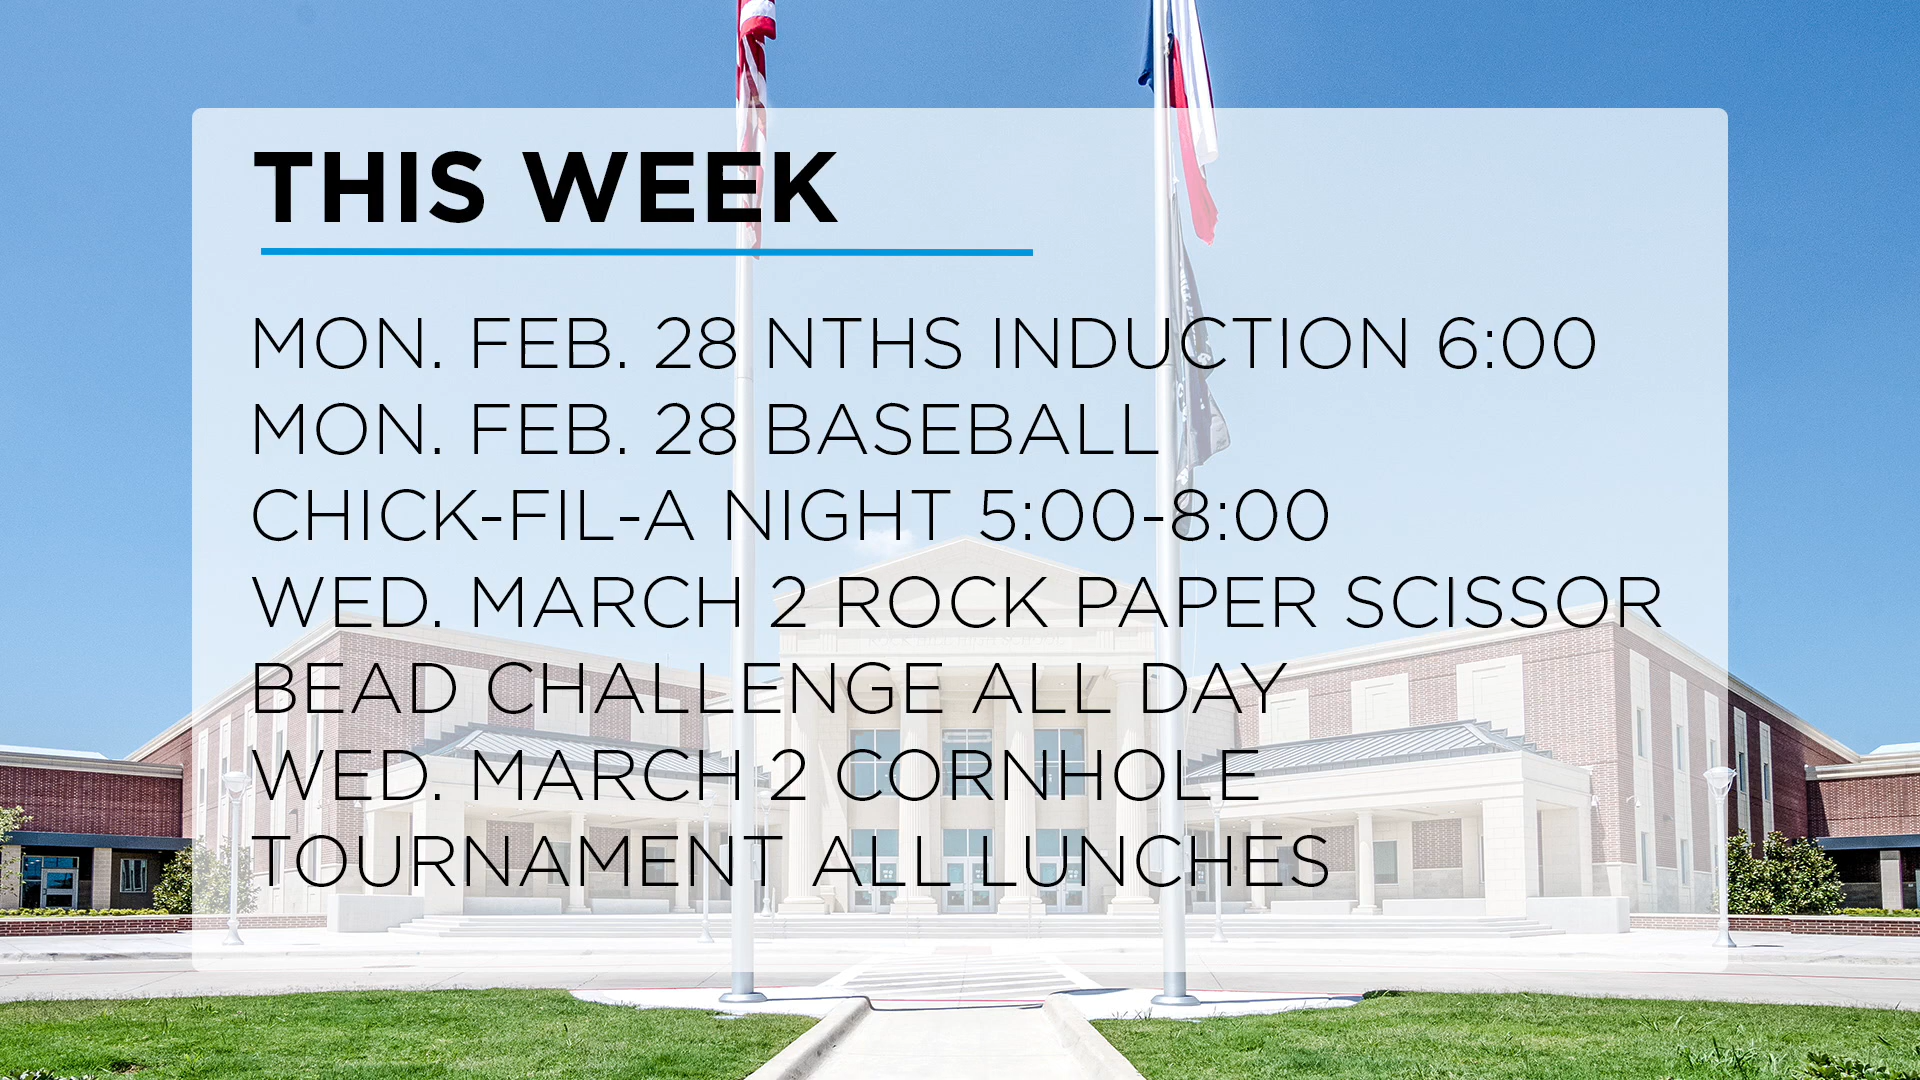 THIS WEEK
MON. FEB. 28 NTHS INDUCTION 6:00
MON. FEB. 28 BASEBALL
CHICK-FIL-A NIGHT 5:00-8:00
WED. MARCH 2 ROCK PAPER SCISSOR
BEAD CHALLENGE ALL DAY
WED. MARCH 2 CORNHOLE
TOURNAMENT ALL LUNCHES